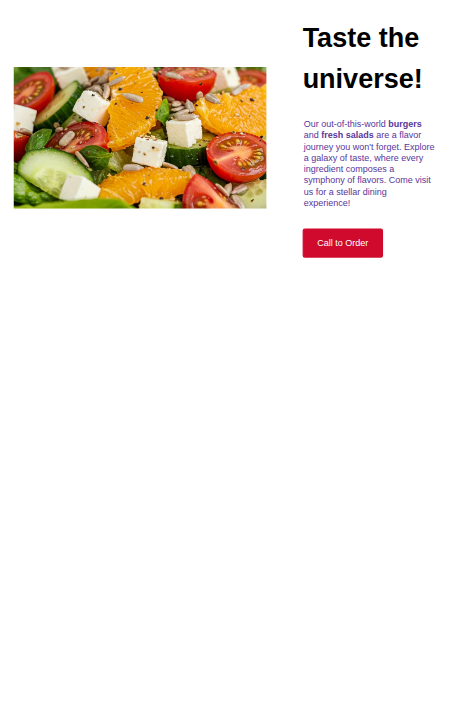 Taste the
universe!
Our out-of-this-world burgers
and fresh salads are a flavor
journey you won't forget. Explore
a galaxy of taste, where every
ingredient composes a
symphony of flavors. Come visit
us for a stellar dining
experience!
Call to Order